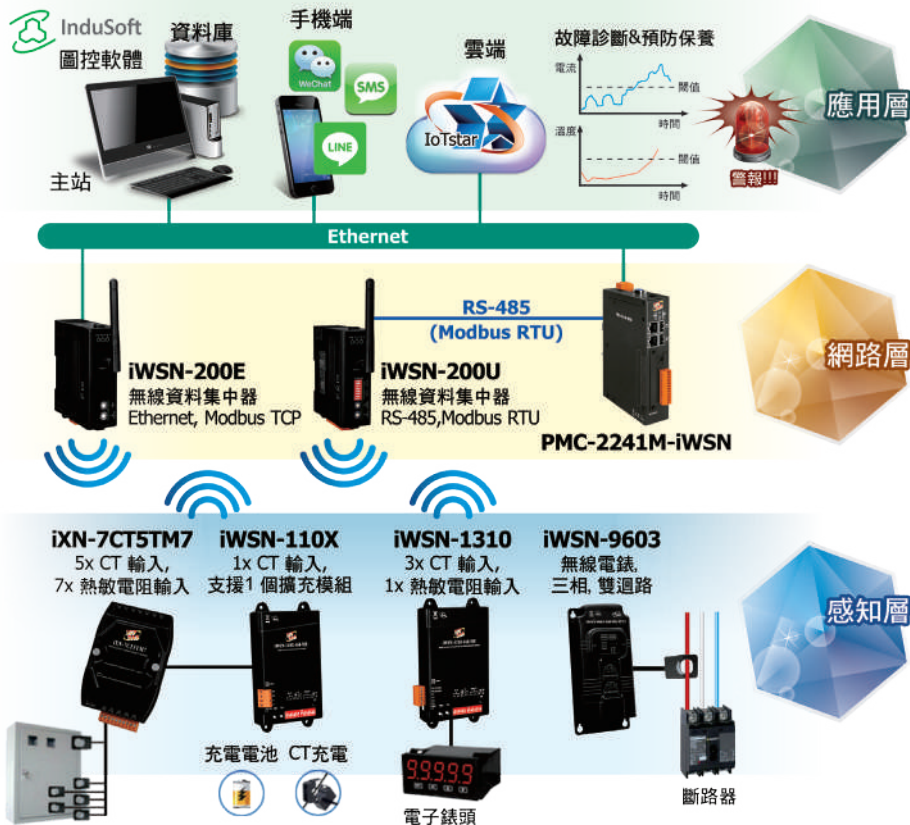 InduSoft
圖控軟體
資料庫
主站
手機端
WeChat
SMS
LINE
雲端
IoTstar
故障診斷&預防保養
電流
閥值
時間
溫度
閥值
時間
警報!!!
應用層
Ethernet
RS-485
(Modbus RTU)
iWSN-200E
無線資料集中器
Ethernet, Modbus TCP
iWSN-200U
無線資料集中器
RS-485,Modbus RTU
PMC-2241M-iWSN
網路層
iXN-7CT5TM7
5x CT 輸入,
7x 熱敏電阻輸入
iWSN-110X
1x CT 輸入,
支援1 個擴充模組
iWSN-1310
3x CT 輸入,
1x 熱敏電阻輸入
iWSN-9603
無線電錶,
三相, 雙迴路
感知層
iXN-7CT5TM7
充電電池
CT充電
99999
電子錶頭
斷路器